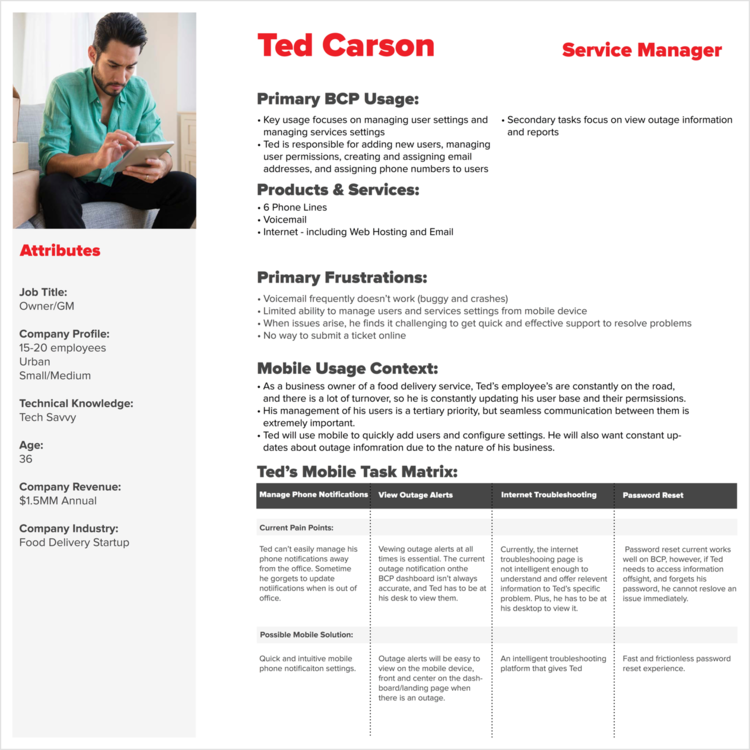 Ted Carson
Service Manager
Primary BCP Usage:
• Key usage focuses on managing user settings and
managing services settings
• Ted is responsible for adding new users, managing
user permissions, creating and assigning email
addresses, and assigning phone numbers to users
• Secondary tasks focus on view outage information
and reports
Products & Services:
• 6 Phone Lines
• Voicemail
• Internet - including Web Hosting and Email
Attributes
Job Title:
Owner/GM
Company Profile:
15-20 employees
Urban
Small/Medium
Technical Knowledge:
Tech Savvy
Age:
36
Company Revenue:
$1.5MM Annual
Company Industry:
Food Delivery Startup
Primary Frustrations:
• Voicemail frequently doesn't work (buggy and crashes)
• Limited ability to manage users and services settings from mobile device
• When issues arise, he finds it challenging to get quick and effective support to resolve problems
• No way to submit a ticket online
Mobile Usage Context:
• As a business owner of a food delivery service, Ted's employee's are constantly on the road,
and there is a lot of turnover, so he is constantly updating his user base and their permsissions.
• His management of his users is a tertiary priority, but seamless communication between them is
extremely important.
• Ted will use mobile to quickly add users and configure settings. He will also want constant up-
dates about outage infomration due to the nature of his business.
Ted's Mobile Task Matrix:
Manage Phone Notifications
View Outage Alerts
Internet Troubleshooting
Password Reset
Current Pain Points:
Ted can't easily manage his
phone notifications away
from the office. Sometime
he gorgets to update
notiifications when is out of
office.
Vewing outage alerts at all
times is essential. The current
outage notification onthe
BCP dashboard isn't always
accurate, and Ted has to be at
his desk to view them.
Currently, the internet
troubleshooing page is
not intelligent enough to
understand and offer relevent
information to Ted's specific
problem. Plus, he has to be at
his desktop to view it.
Password reset current works
well on BCP, however, if Ted
needs to access information
offsight, and forgets his
password, he cannot reslove an
issue immediately.
Possible Mobile Solution:
Quick and intuitive mobile
phone notificaiton settings.
Outage alerts will be easy to
view on the mobile device,
front and center on the dash-
board/landing page when
there is an outage.
An intelligent troubleshooting
platform that gives Ted
Fast and frictionless password
reset experience.